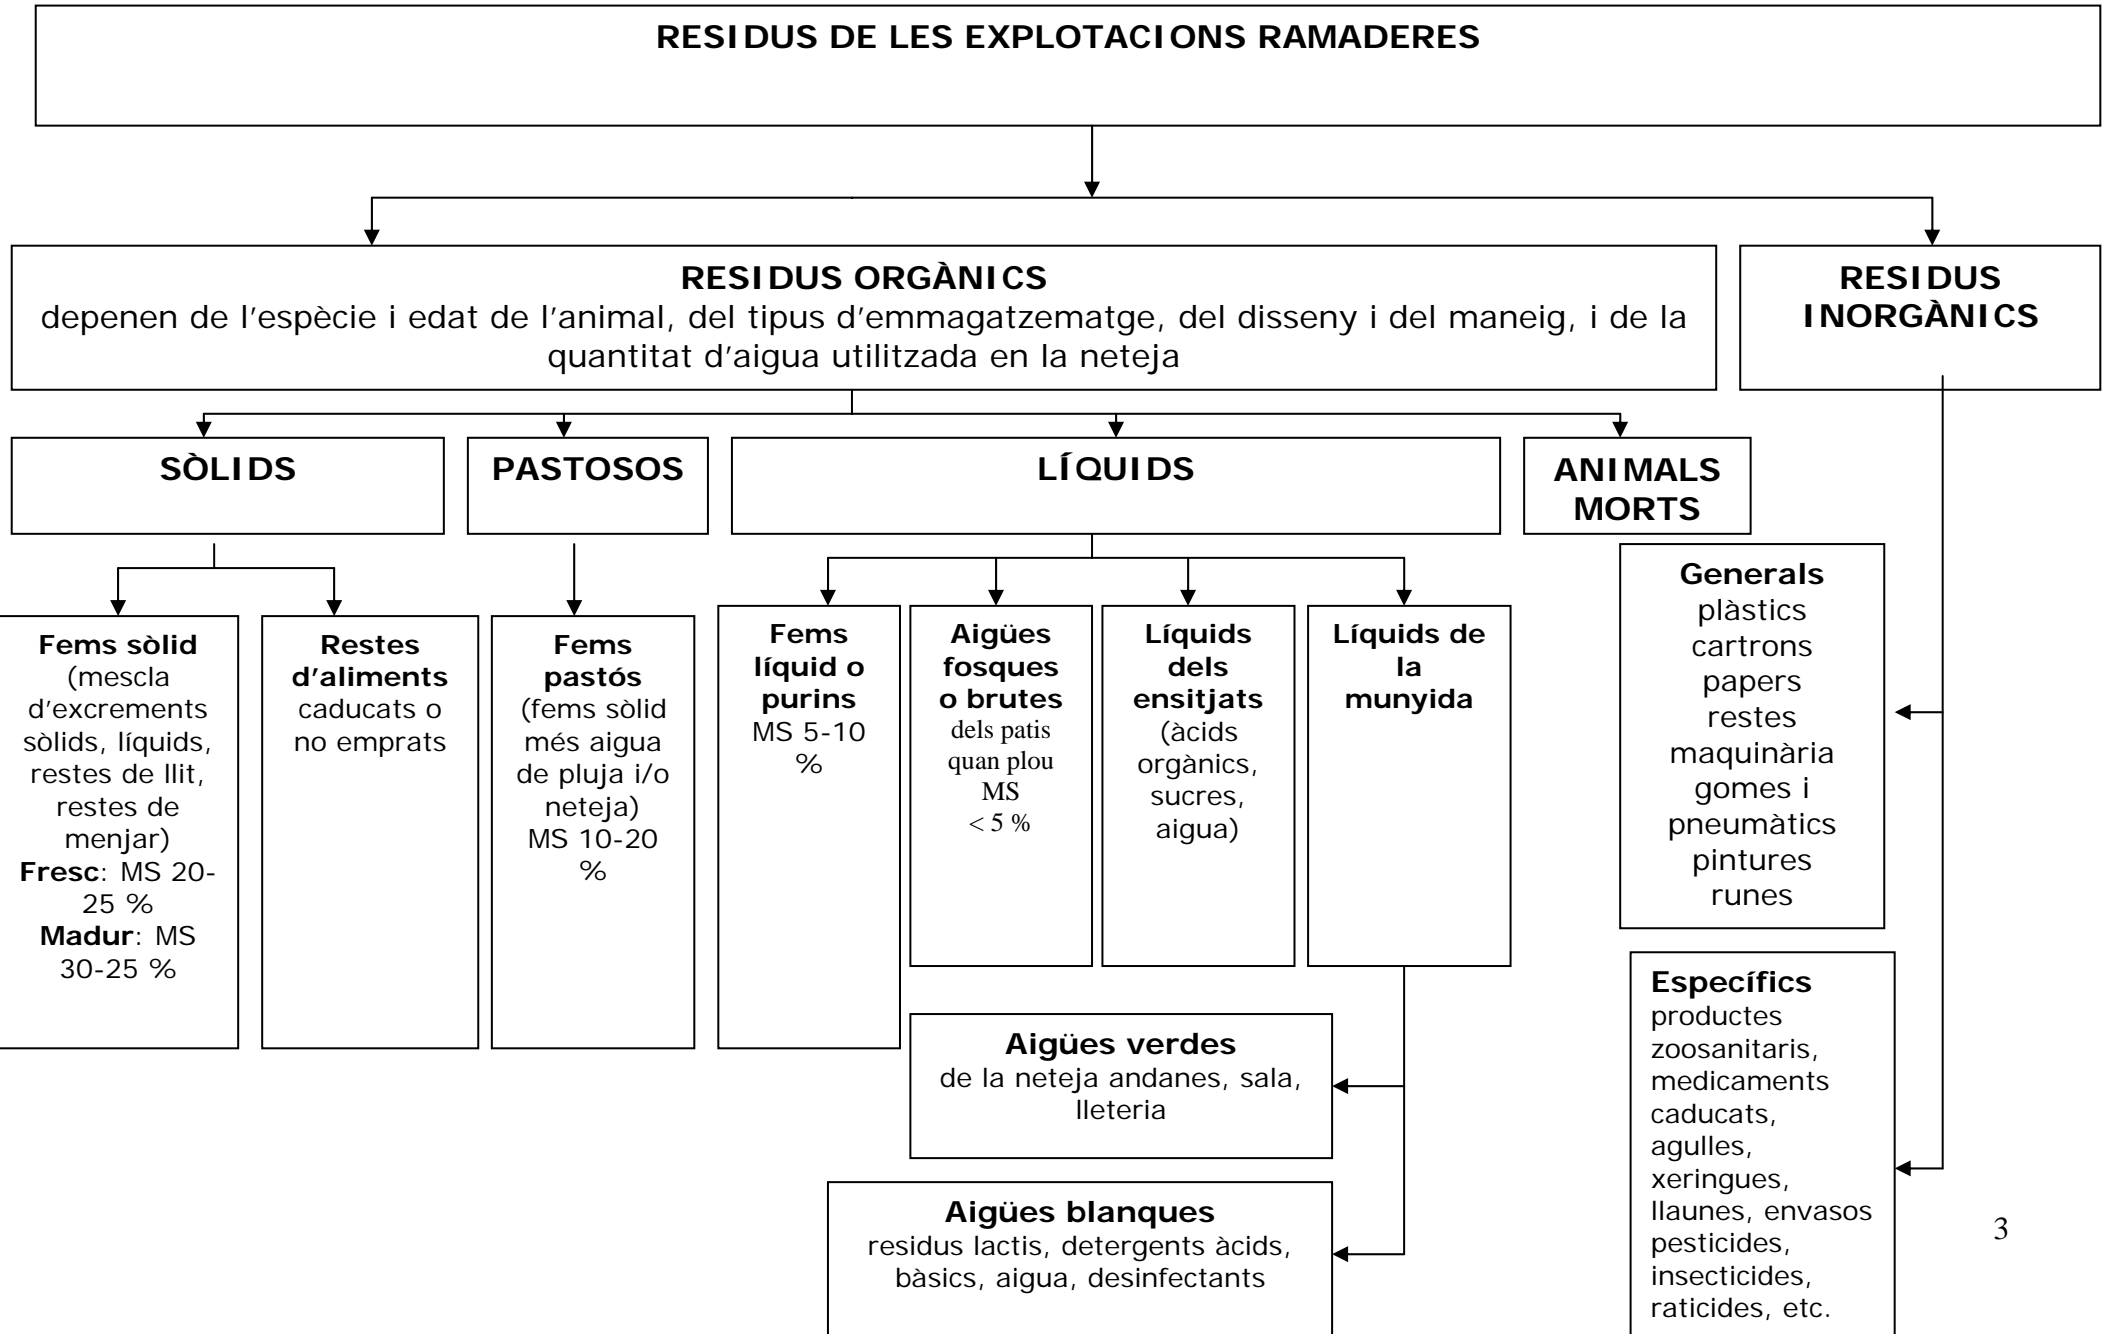 RESIDUS DE LES EXPLOTACIONS RAMADERES
RESIDUS ORGÀNICS
depenen de l'espècie i edat de l'animal, del tipus d'emmagatzematge, del disseny i del maneig, i de la
quantitat d'aigua utilitzada en la neteja
RESIDUS
INORGÀNICS
SÒLIDS
PASTOSOS
LÍQUIDS
ANIMALS
MORTS
Fems sòlid
(mescla
d'excrements
sòlids, líquids,
restes de llit,
restes de
menjar)
Fresc: MS 20-
25 %
Madur: MS
30-25 %
Restes
d'aliments
caducats o
no emprats
Fems
pastós
(fems sòlid
més aigua
de pluja i/o
neteja)
MS 10-20
%
Fems
líquid o
purins
MS 5-10
%
Aigües
fosques
o brutes
dels patis
quan plou
MS
< 5 %
Líquids
dels
ensitjats
(àcids
orgànics,
sucres,
aigua)
Líquids de
la
munyida
Aigües verdes
de la neteja andanes, sala,
lleteria
Aigües blanques
residus lactis, detergents àcids,
bàsics, aigua, desinfectants
Generals
plàstics
cartrons
papers
restes
maquinària
gomes i
pneumàtics
pintures
runes
Específics
productes
zoosanitaris,
medicaments
caducats,
agulles,
xeringues,
llaunes, envasos
pesticides,
insecticides,
raticides, etc.
3